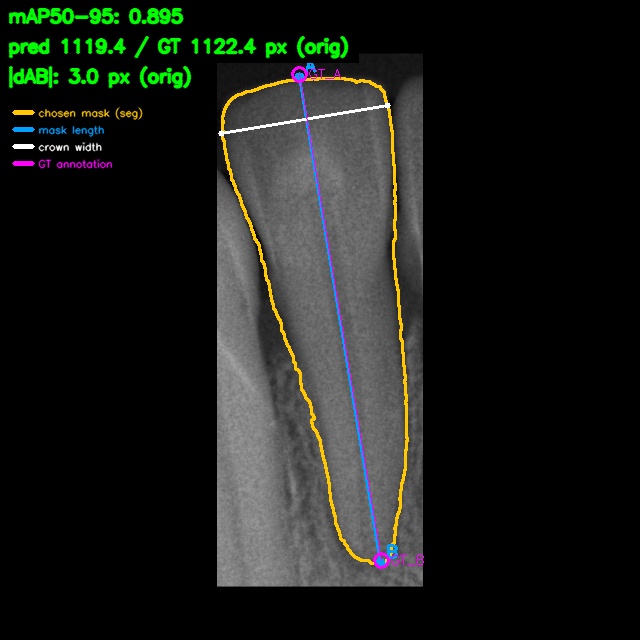 mAP50-95: 0.895
pred 1119.4 / GT 1122.4 px (orig)
|dAB|: 3.0 px (orig)
chosen mask (seg)
mask length
crown width
GT annotation
A
GT_A
B